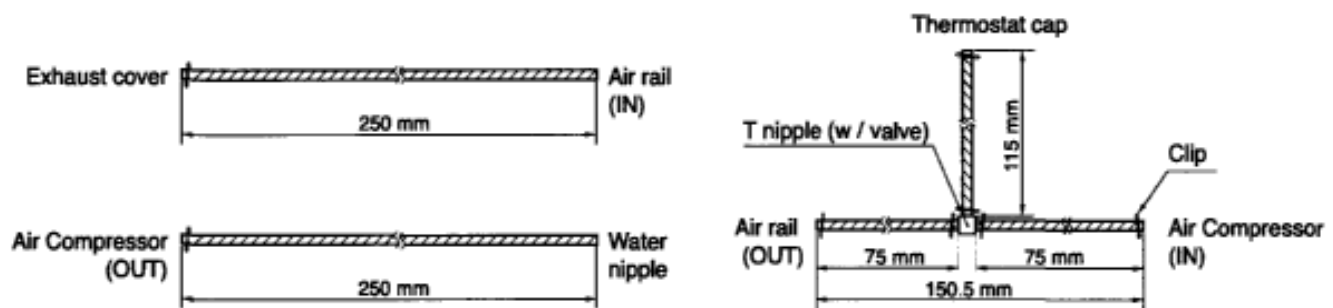 Exhaust cover
Air rail
(IN)
250 mm
Air Compressor
(OUT)
Water
nipple
250 mm
Thermostat cap
T nipple (w / valve)
115 mm
Clip
Air rail
(OUT)
Air Compressor
(IN)
75 mm
75 mm
150.5 mm